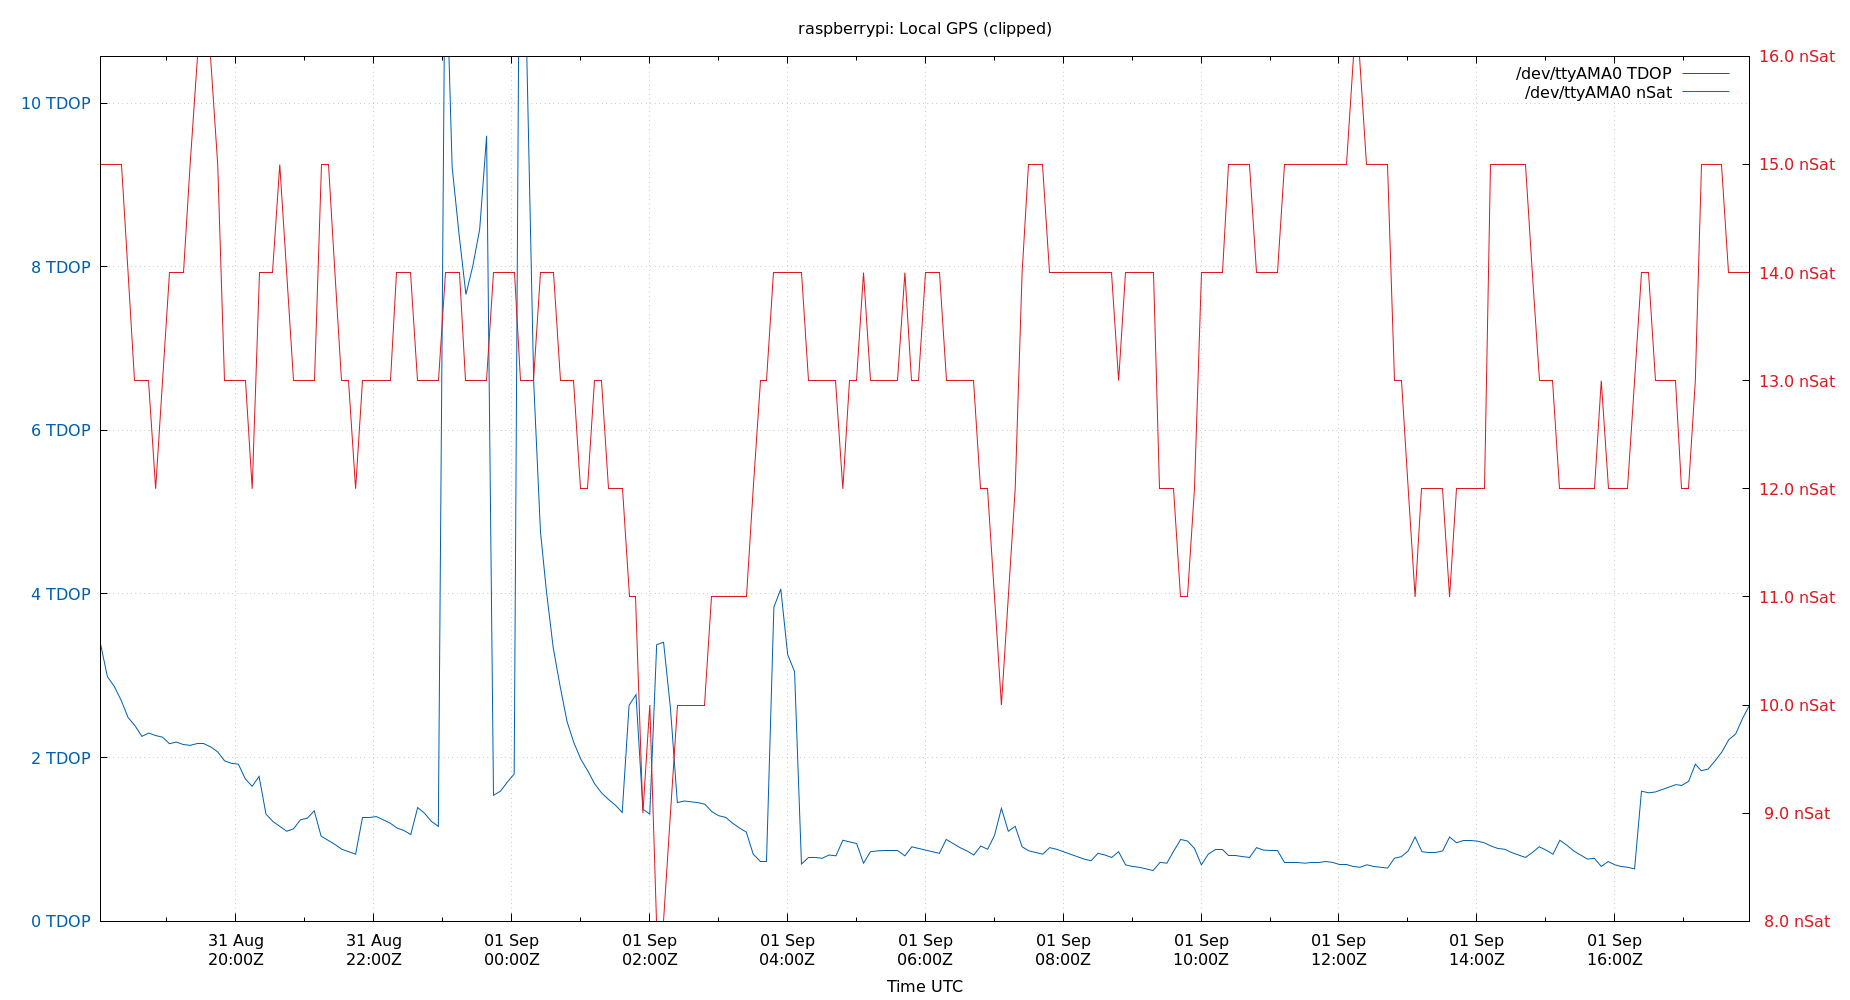 raspberrypi: Local GPS (clipped)
/dev/ttyAMA0 TDOP
/dev/ttyAMA0 nSat
10 TDOP
8 TDOP
6 TDOP
4 TDOP
2 TDOP
0 TDOP
16.0 nSat
15.0 nSat
14.0 nSat
13.0 nSat
12.0 nSat
11.0 nSat
10.0 nSat
9.0 nSat
8.0 nSat
31 Aug
20:00Z
31 Aug
22:00Z
01 Sep
00:00Z
01 Sep
02:00Z
01 Sep
04:00Z
01 Sep
06:00Z
01 Sep
08:00Z
01 Sep
10:00Z
01 Sep
12:00Z
01 Sep
14:00Z
01 Sep
16:00Z
Time UTC